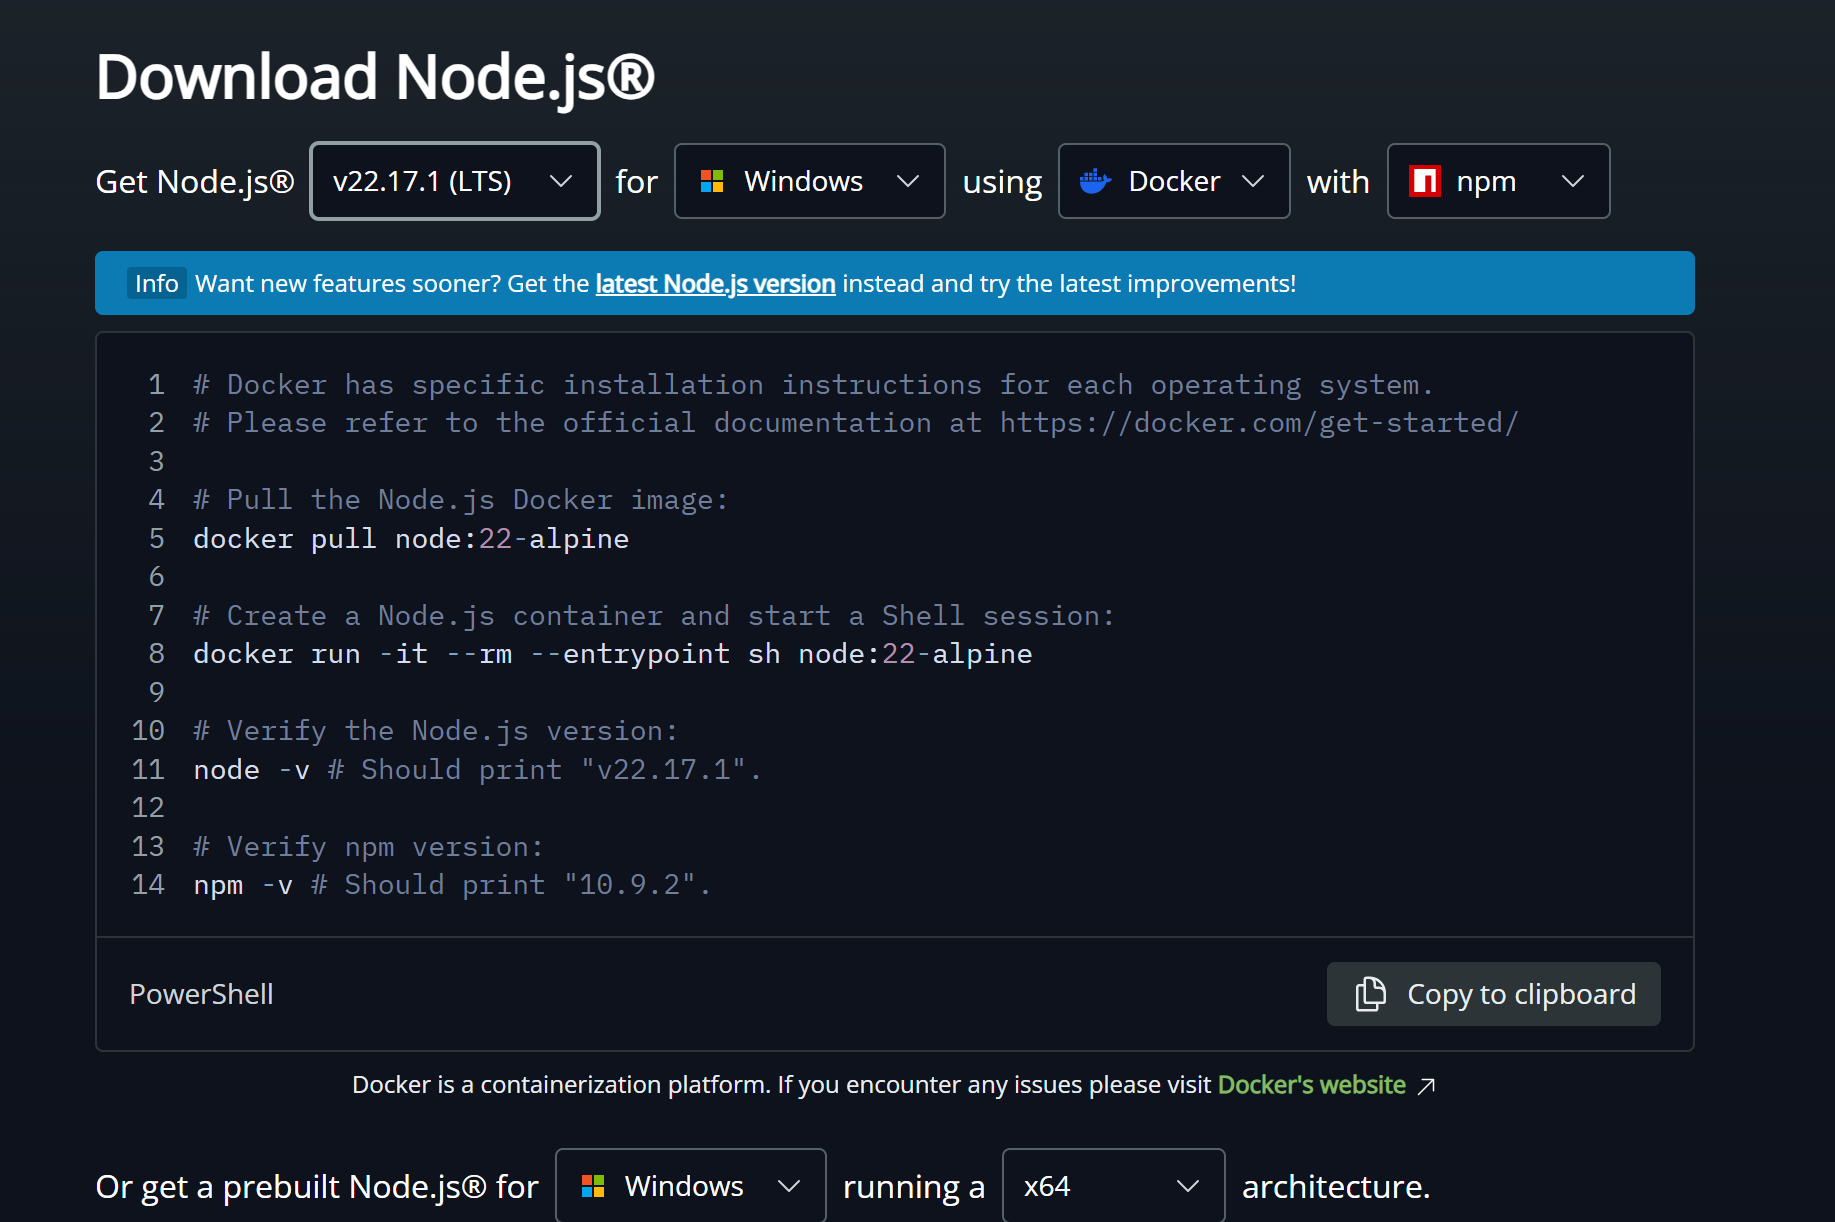 Download Node.js®
Get Node.js® v22.17.1 (LTS) for Windows using Docker with npm
Info Want new features sooner? Get the latest Node.js version instead and try the latest improvements!
1 # Docker has specific installation instructions for each operating system.
2 # Please refer to the official documentation at https://docker.com/get-started/
3
4 # Pull the Node.js Docker image:
5 docker pull node:22-alpine
6
7 # Create a Node.js container and start a Shell session:
8 docker run -it --rm --entrypoint sh node:22-alpine
9
10 # Verify the Node.js version:
11 node -v # Should print "v22.17.1".
12
13 # Verify npm version:
14 npm -v # Should print "10.9.2".
PowerShell Copy to clipboard
Docker is a containerization platform. If you encounter any issues please visit Docker's website
Or get a prebuilt Node.js® for Windows running a x64 architecture.